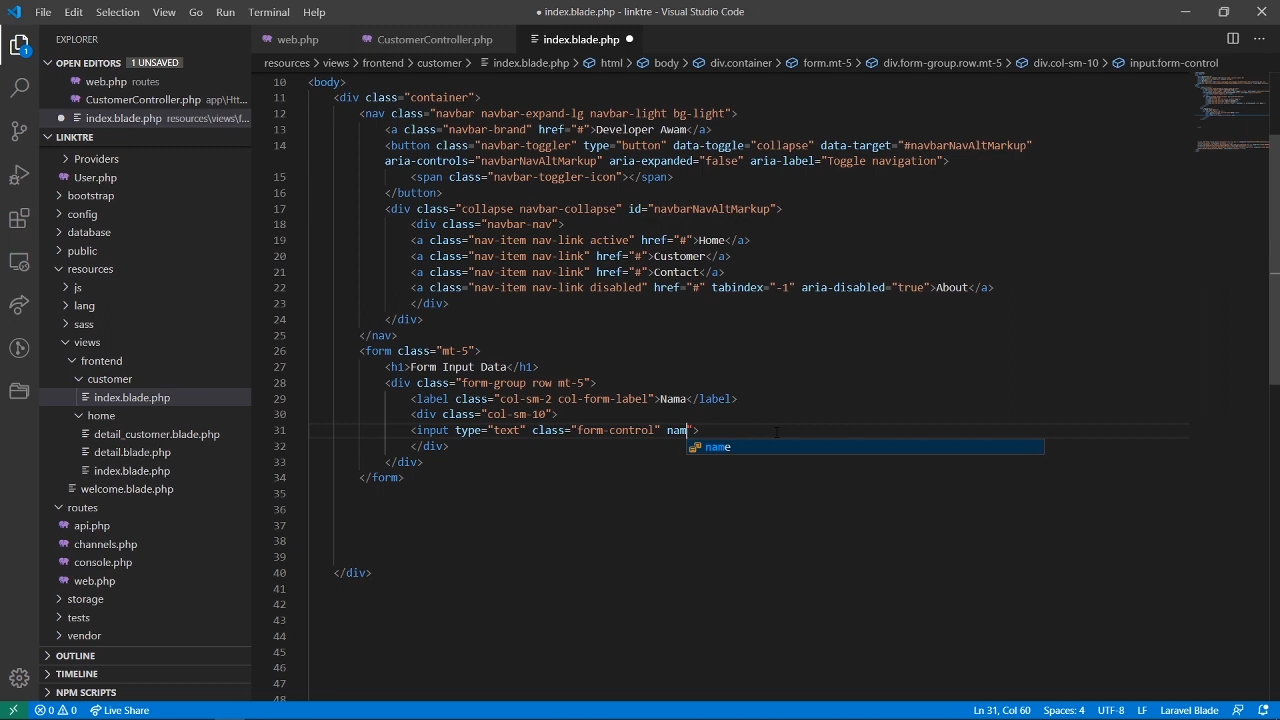 File Edit Selection View Go Run Terminal Help
● index.blade.php - linktre - Visual Studio Code
EXPLORER
OPEN EDITORS 1 UNSAVED
web.php routes
CustomerController.php app\Htt...
index.blade.php resources\views\f...
LINKTRE
Providers
User.php
bootstrap
config
database
public
resources
js
lang
sass
views
frontend
customer
index.blade.php
home
detail_customer.blade.php
detail.blade.php
index.blade.php
welcome.blade.php
routes
api.php
channels.php
console.php
web.php
storage
tests
vendor
OUTLINE
TIMELINE
NPM SCRIPTS
web.php CustomerController.php index.blade.php
resources > views > frontend > customer > index.blade.php > html > body > div.container > form.mt-5 > div.form-group.row.mt-5 > div.col-sm-10 > input.form-control
10 <body>
11 <div class="container">
12 <nav class="navbar navbar-expand-lg navbar-light bg-light">
13 <a class="navbar-brand" href="#">Developer Awam</a>
14 <button class="navbar-toggler" type="button" data-toggle="collapse" data-target="#navbarNavAltMarkup"
aria-controls="navbarNavAltMarkup" aria-expanded="false" aria-label="Toggle navigation">
15 <span class="navbar-toggler-icon"></span>
16 </button>
17 <div class="collapse navbar-collapse" id="navbarNavAltMarkup">
18 <div class="navbar-nav">
19 <a class="nav-item nav-link active" href="#">Home</a>
20 <a class="nav-item nav-link" href="#">Customer</a>
21 <a class="nav-item nav-link" href="#">Contact</a>
22 <a class="nav-item nav-link disabled" href="#" tabindex="-1" aria-disabled="true">About</a>
23 </div>
24 </div>
25 </nav>
26 <form class="mt-5">
27 <h1>Form Input Data</h1>
28 <div class="form-group row mt-5">
29 <label class="col-sm-2 col-form-label">Nama</label>
30 <div class="col-sm-10">
31 <input type="text" class="form-control" nam">
name
32 </div>
33 </div>
34 </form>
35
36
37
38
39
40 </div>
41
42
43
44
45
46
47
48
1
0 0 Live Share
Ln 31, Col 60 Spaces: 4 UTF-8 LF Laravel Blade